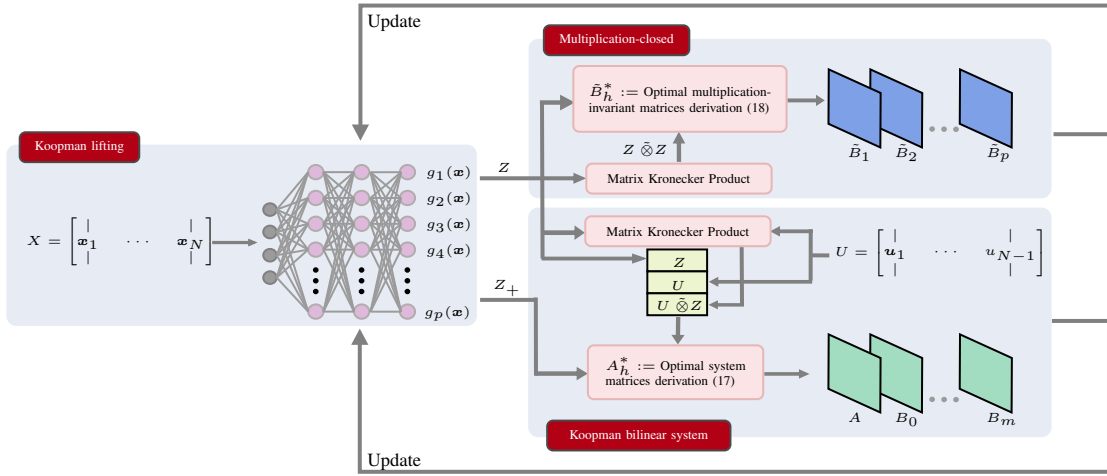 Update
Multiplication-closed
B̃*_h := Optimal multiplication-
invariant matrices derivation (18)
Z ⊗̃ Z
Matrix Kronecker Product
B̃_1 B̃_2 B̃_p
Koopman lifting
X = [ | | ; x_1 · · · x_N ; | | ]
g_1(x)
g_2(x)
g_3(x)
g_4(x)
g_p(x)
Z
Z_+
Matrix Kronecker Product
Z
U
U ⊗̃ Z
U = [ | | ; u_1 · · · u_{N−1} ; | | ]
A*_h := Optimal system
matrices derivation (17)
A B_0 B_m
Koopman bilinear system
Update